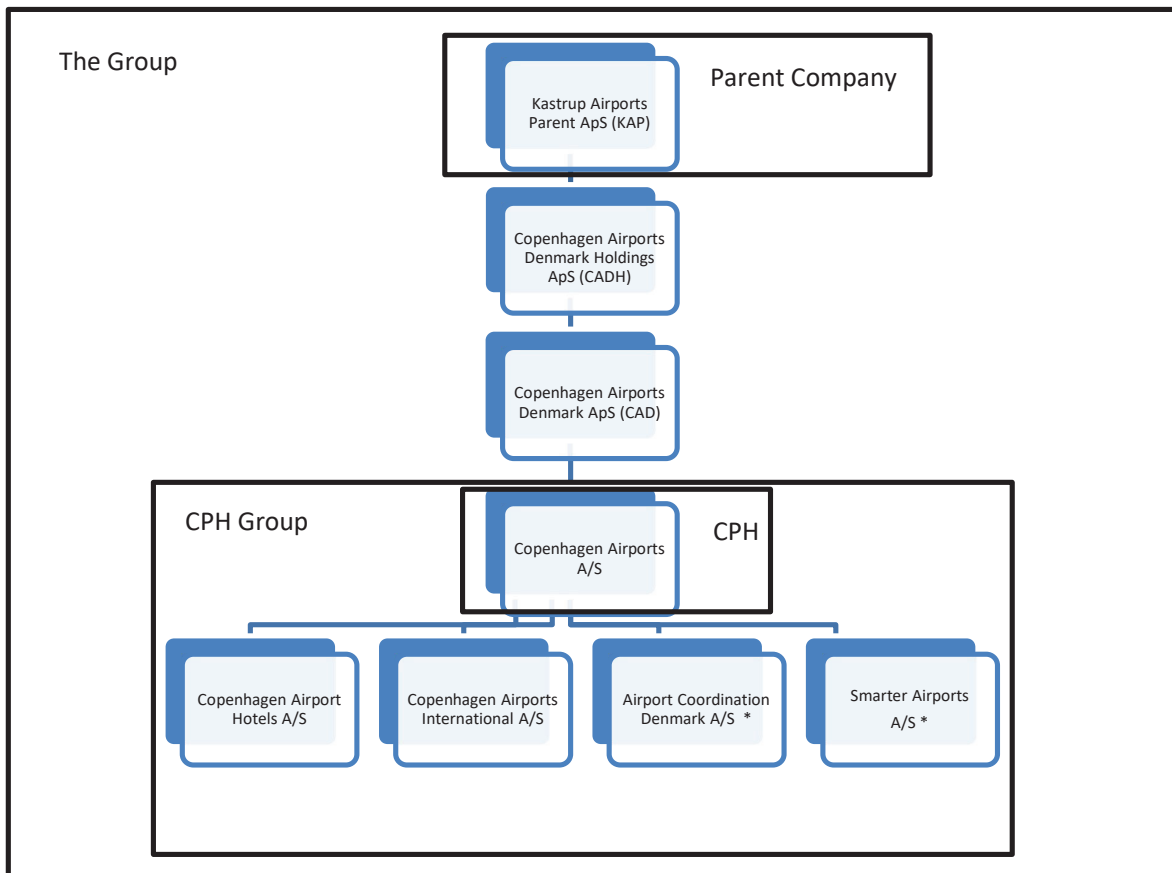 The Group
Parent Company
Kastrup Airports
Parent ApS (KAP)
Copenhagen Airports
Denmark Holdings
ApS (CADH)
Copenhagen Airports
Denmark ApS (CAD)
CPH Group
CPH
Copenhagen Airports
A/S
Copenhagen Airport
Hotels A/S
Copenhagen Airports
International A/S
Airport Coordination
Denmark A/S *
Smarter Airports
A/S *